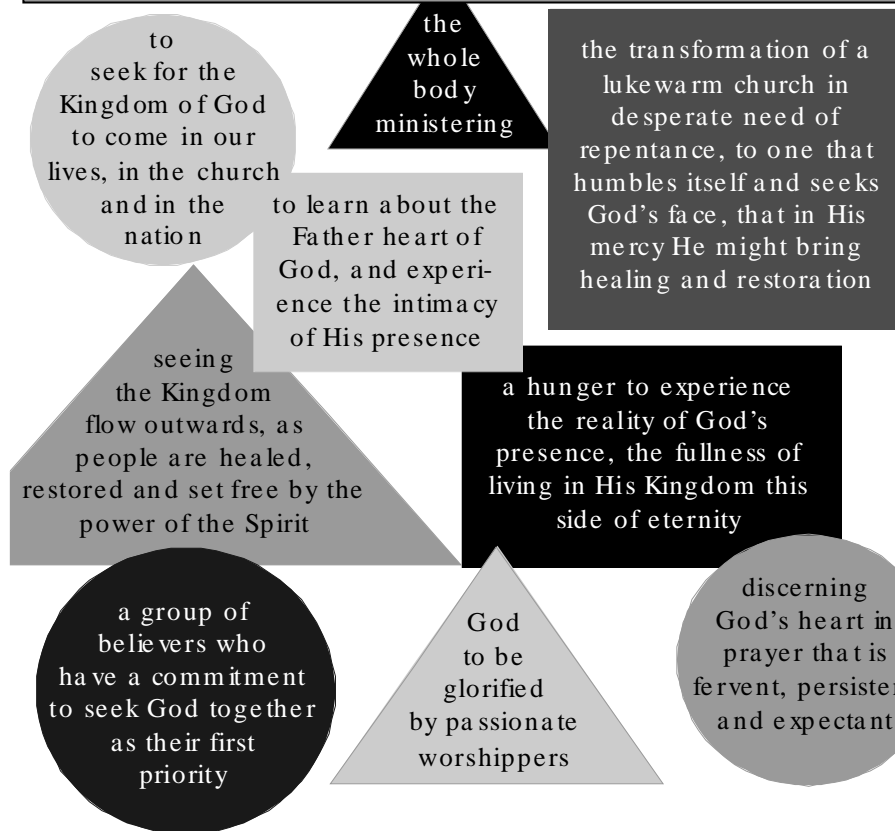 to
seek for the
Kingdom of God
to come in our
lives, in the church
and in the
nation
the
whole
body
ministering
the transformation of a
lukewarm church in
desperate need of
repentance, to one that
humbles itself and seeks
God's face, that in His
mercy He might bring
healing and restoration
to learn about the
Father heart of
God, and experi-
ence the intimacy
of His presence
seeing
the Kingdom
flow outwards, as
people are healed,
restored and set free by the
power of the Spirit
a hunger to experience
the reality of God's
presence, the fullness of
living in His Kingdom this
side of eternity
a group of
believers who
have a commitment
to seek God together
as their first
priority
God
to be
glorified
by passionate
worshippers
discerning
God's heart in
prayer that is
fervent,
and expectant